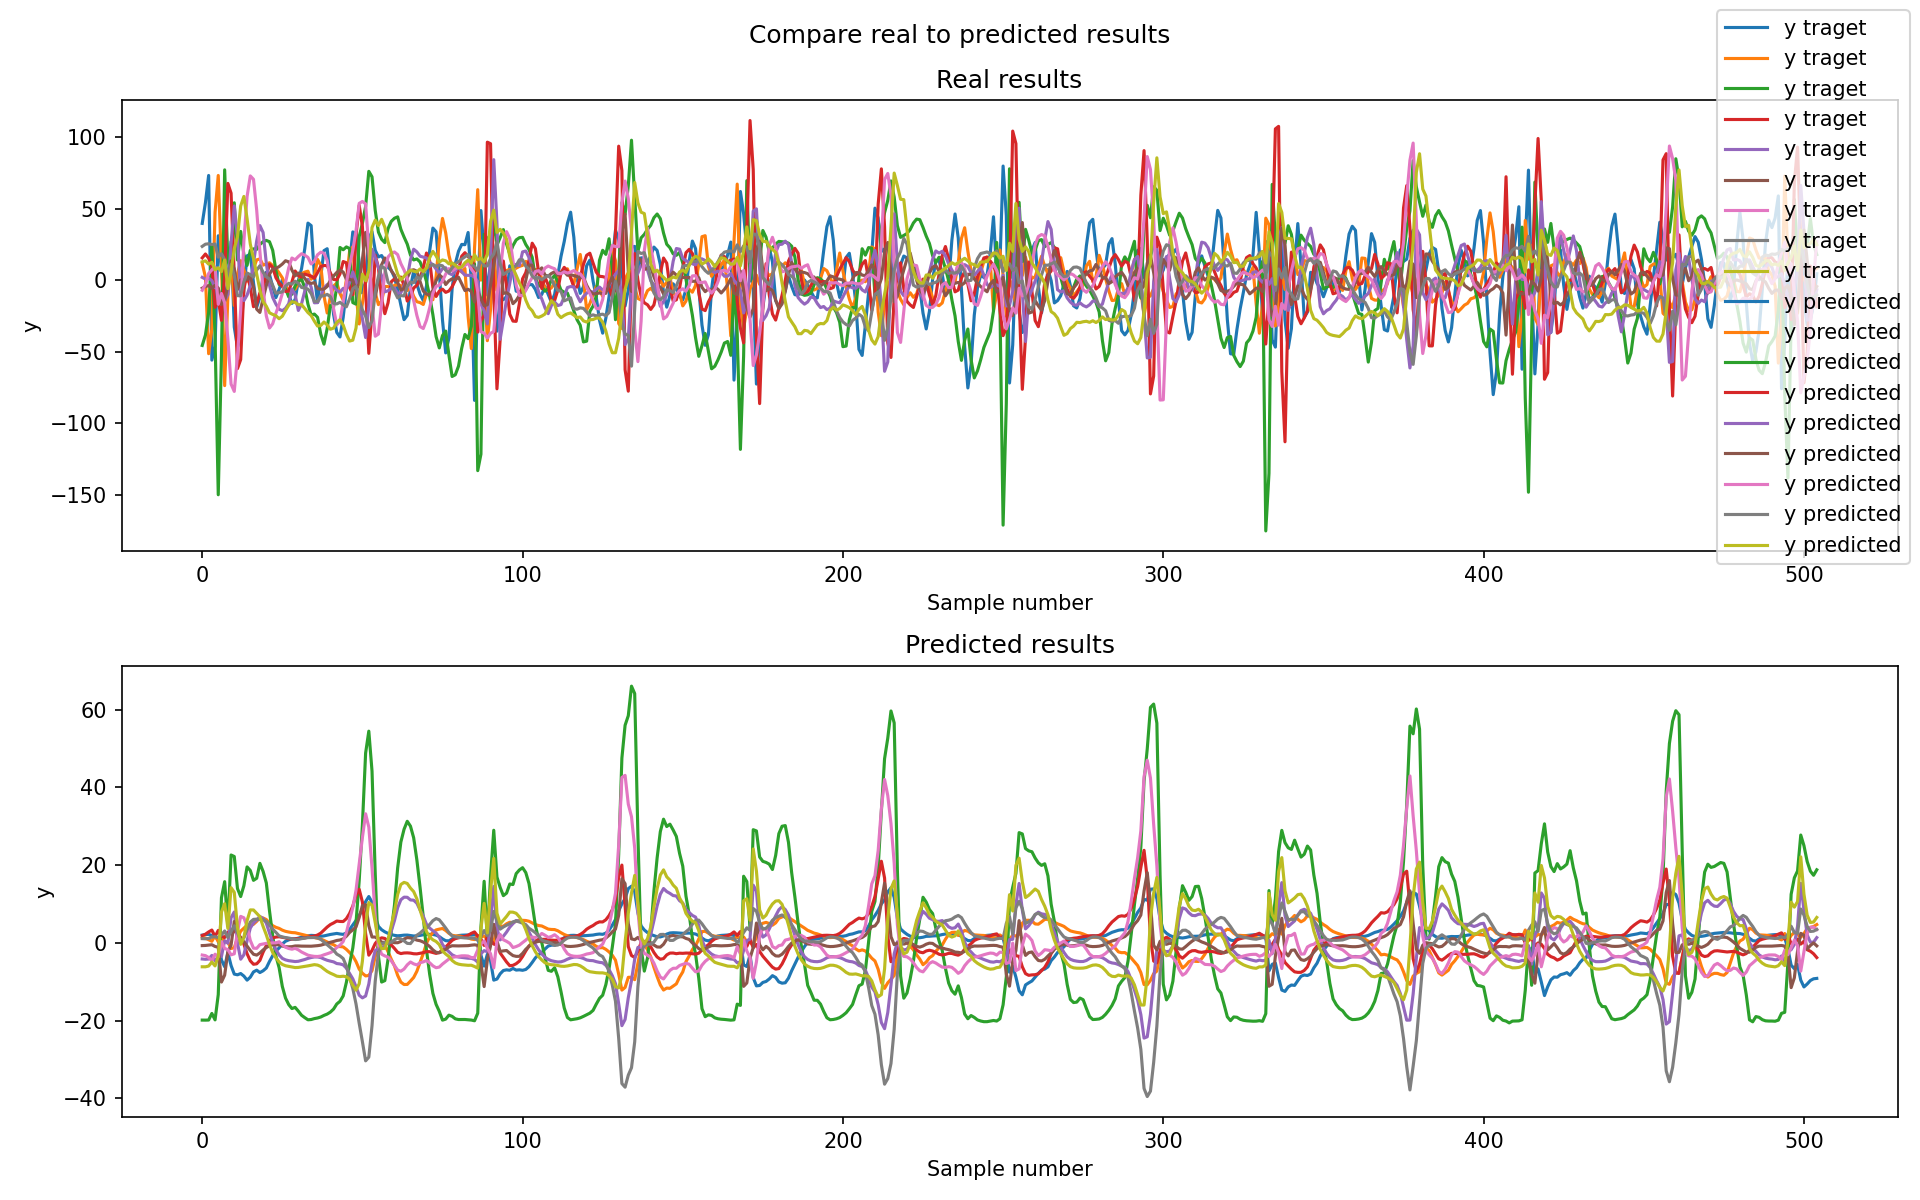 Compare real to predicted results
Real results
y traget
y traget
y traget
y traget
y traget
y traget
y traget
y traget
y traget
y predicted
y predicted
y predicted
y predicted
y predicted
y predicted
y predicted
y predicted
y predicted
100
50
0
−50
−100
−150
y
0
100
200
300
400
500
Sample number
Predicted results
60
40
20
0
−20
−40
y
0
100
200
300
400
500
Sample number